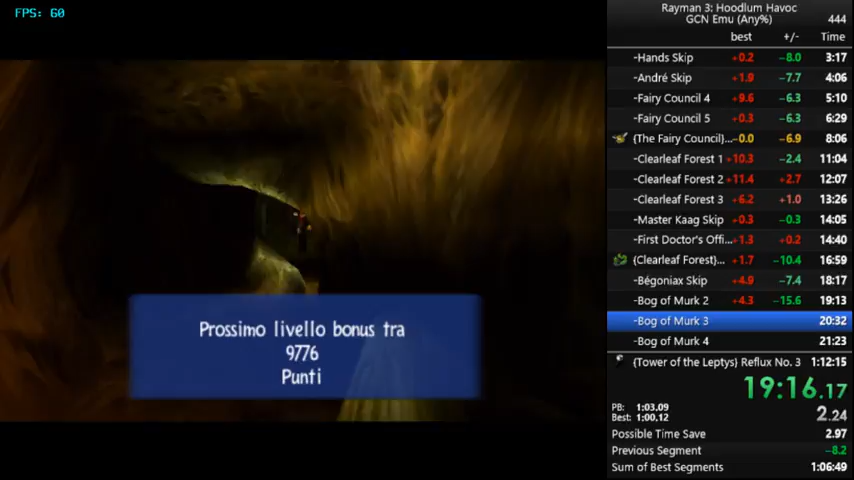 FPS: 60
Prossimo livello bonus tra
9776
Punti
Rayman 3: Hoodlum Havoc
GCN Emu (Any%) 444
best +/- Time
-Hands Skip +0.2 -8.0 3:17
-André Skip +1.9 -7.7 4:06
-Fairy Council 4 +9.6 -6.3 5:10
-Fairy Council 5 +0.3 -6.3 6:29
{The Fairy Council}... -0.0 -6.9 8:06
-Clearleaf Forest 1 +10.3 -2.4 11:04
-Clearleaf Forest 2 +11.4 +2.7 12:07
-Clearleaf Forest 3 +6.2 +1.0 13:26
-Master Kaag Skip +0.3 -0.3 14:05
-First Doctor's Offi... +1.3 +0.2 14:40
{Clearleaf Forest}... +1.7 -10.4 16:59
-Bégoniax Skip +4.9 -7.4 18:17
-Bog of Murk 2 +4.3 -15.6 19:13
-Bog of Murk 3 20:32
-Bog of Murk 4 21:23
{Tower of the Leptys} Reflux No. 3 1:12:15
19:16.17
PB: 1:03.09
Best: 1:00.12 2.24
Possible Time Save 2.97
Previous Segment -8.2
Sum of Best Segments 1:06:49